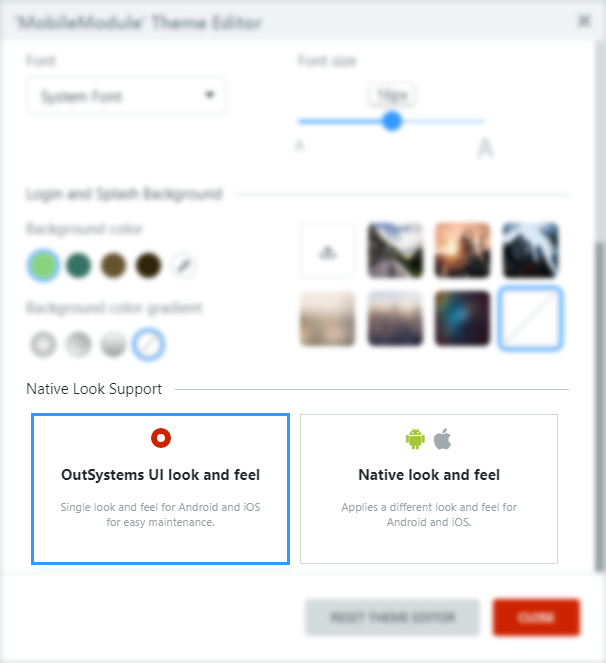 'MobileModule' Theme Editor
Font
Font size
System Font
16px
A
A
Login and Splash Background
Background color
Background color gradient
Native Look Support
OutSystems UI look and feel
Single look and feel for Android and iOS
for easy maintenance.
Native look and feel
Applies a different look and feel for
Android and iOS.
RESET THEME EDITOR
CLOSE